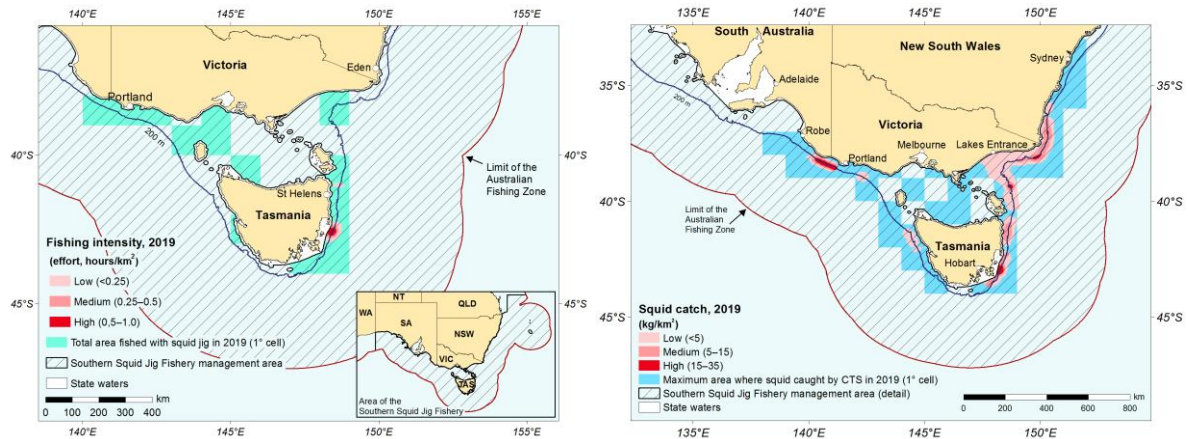 140°E 145°E 150°E 155°E
Victoria
Eden
Portland
200 m
40°S
40°S
Limit of the
Australian
Fishing Zone
St Helens
Tasmania
Fishing intensity, 2019
(effort, hours/km²)
Low (<0.25)
Medium (0.25–0.5)
High (0.5–1.0)
Total area fished with squid jig in 2019 (1° cell)
Southern Squid Jig Fishery management area
State waters
0 100 200 300 400 km
45°S
45°S
NT
QLD
WA
SA
NSW
VIC
TAS
Area of the
Southern Squid Jig Fishery
140°E 145°E 150°E 155°E
135°E 140°E 145°E 150°E
South Australia
New South Wales
Sydney
35°S
35°S
Adelaide
200 m
Victoria
Robe
Melbourne
Lakes Entrance
Portland
40°S
40°S
Limit of the
Australian
Fishing Zone
Tasmania
Hobart
Squid catch, 2019
(kg/km²)
Low (<5)
Medium (5–15)
High (15–35)
Maximum area where squid caught by CTS in 2019 (1° cell)
Southern Squid Jig Fishery management area (detail)
State waters
45°S
45°S
0 200 400 600 800
km
135°E 140°E 145°E 150°E